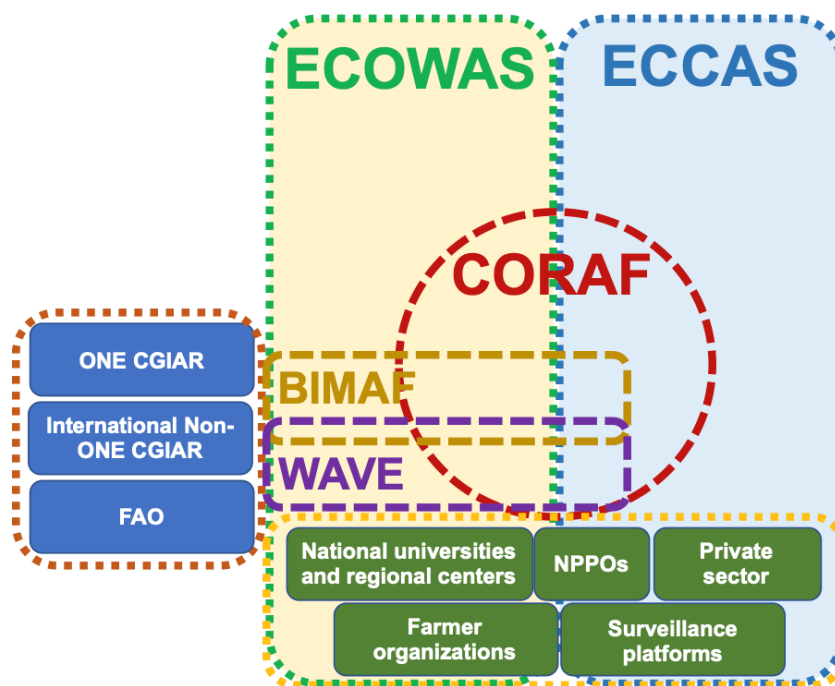 ECOWAS
ECCAS
CORAF
BIMAF
WAVE
ONE CGIAR
International Non-
ONE CGIAR
FAO
National universities
and regional centers
NPPOs
Private
sector
Farmer
organizations
Surveillance
platforms